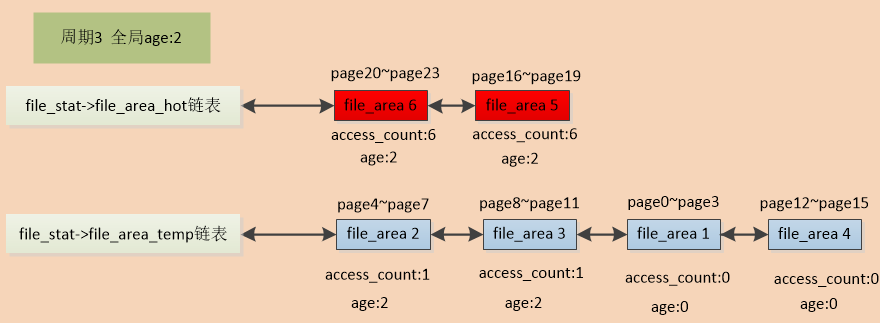 周期3 全局age:2
page20~page23 page16~page19
file_stat->file_area_hot链表 file_area 6 file_area 5
access_count:6 access_count:6
age:2 age:2
page4~page7 page8~page11 page0~page3 page12~page15
file_stat->file_area_temp链表 file_area 2 file_area 3 file_area 1 file_area 4
access_count:1 access_count:1 access_count:0 access_count:0
age:2 age:2 age:0 age:0